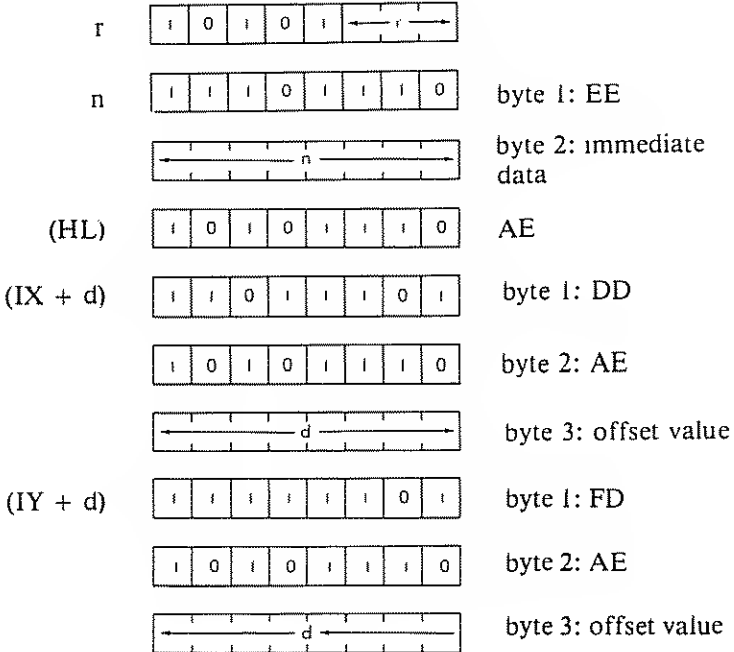 r 1 0 1 0 1 r
n 1 1 1 0 1 1 1 0 byte 1: EE
n byte 2: immediate
data
(HL) 1 0 1 0 1 1 1 0 AE
(IX + d) 1 1 0 1 1 1 0 1 byte 1: DD
1 0 1 0 1 1 1 0 byte 2: AE
d byte 3: offset value
(IY + d) 1 1 1 1 1 1 0 1 byte 1: FD
1 0 1 0 1 1 1 0 byte 2: AE
d byte 3: offset value